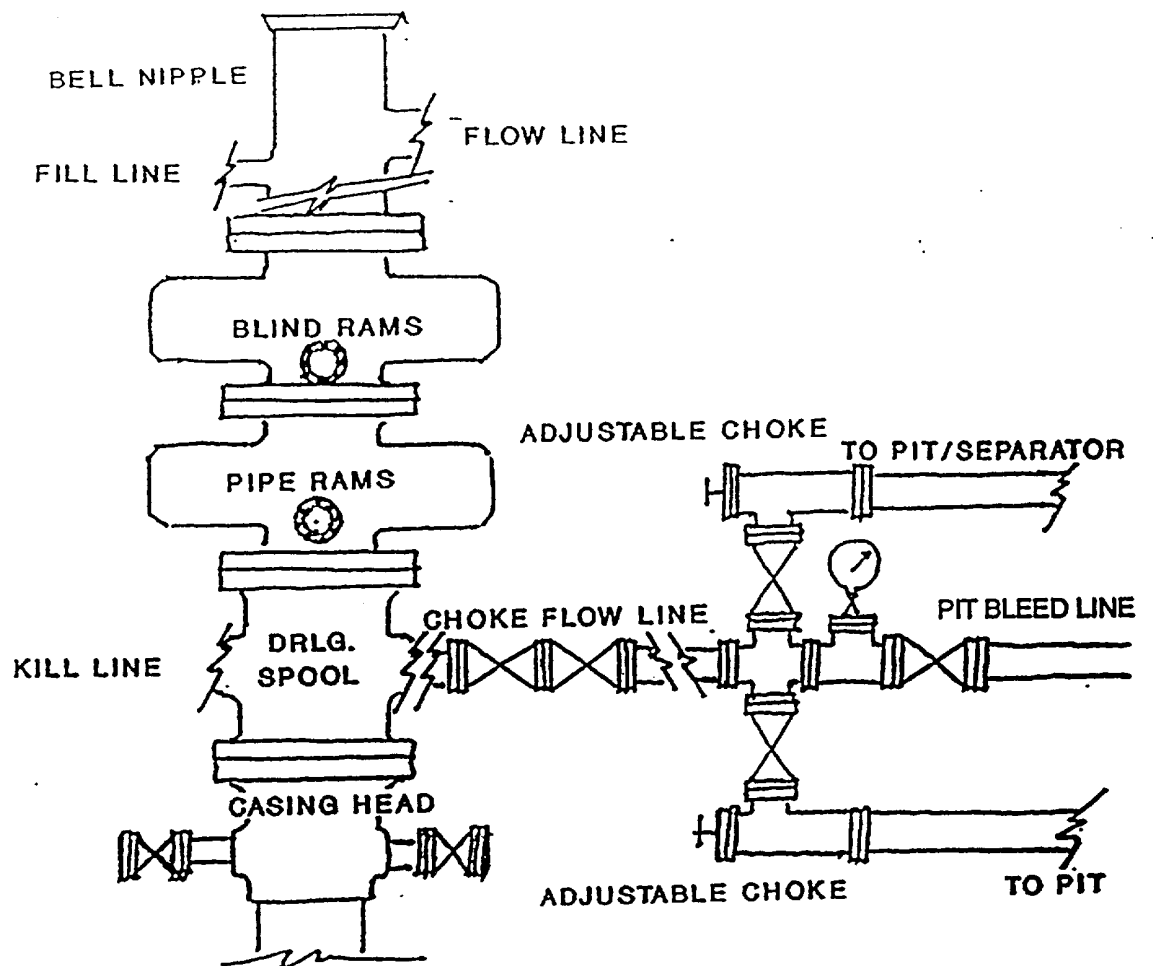 BELL NIPPLE
FLOW LINE
FILL LINE
BLIND RAMS
ADJUSTABLE CHOKE
TO PIT/SEPARATOR
PIPE RAMS
CHOKE FLOW LINE
PIT BLEED LINE
KILL LINE
DRLG.
SPOOL
CASING HEAD
ADJUSTABLE CHOKE
TO PIT